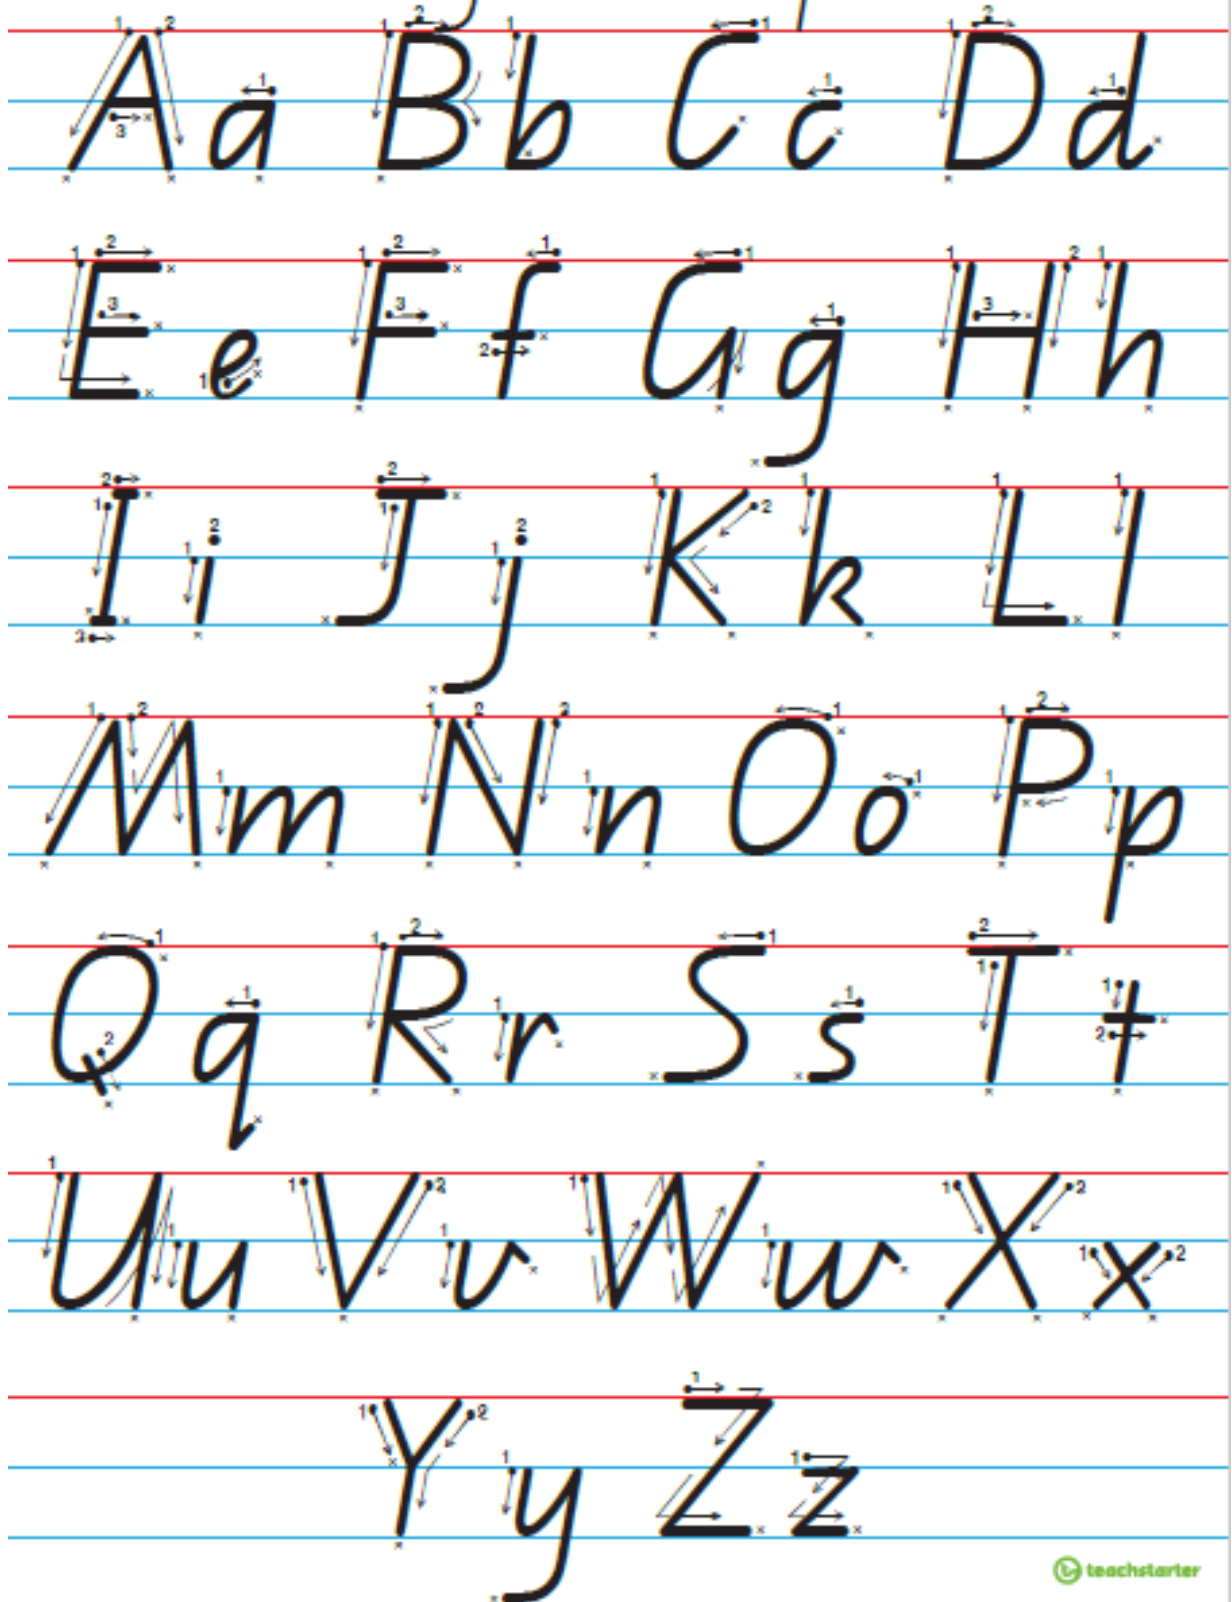 Aa Bb Cc Dd
Ee Ff Gg Hh
Ii Jj Kk Ll
Mm Nn Oo Pp
Qq Rr Ss Tt
Uu Vv Ww Xx
Yy Zz
teachstarter